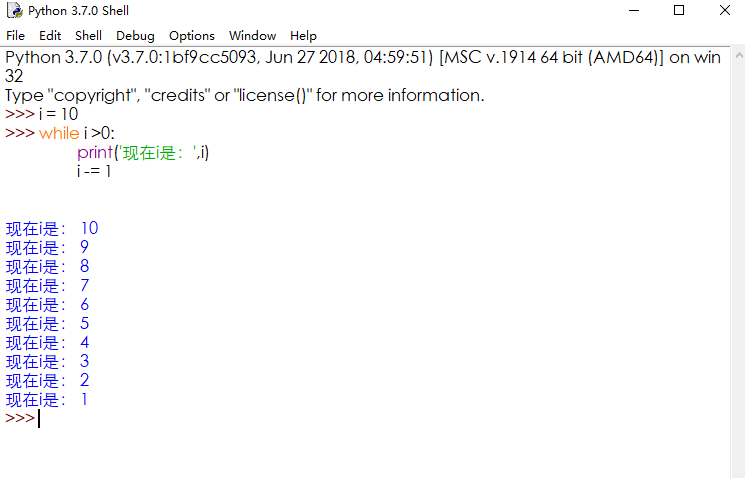 Python 3.7.0 Shell
File Edit Shell Debug Options Window Help
Python 3.7.0 (v3.7.0:1bf9cc5093, Jun 27 2018, 04:59:51) [MSC v.1914 64 bit (AMD64)] on win
32
Type "copyright", "credits" or "license()" for more information.
>>> i = 10
>>> while i >0:
print('现在i是：',i)
i -= 1
现在i是： 10
现在i是： 9
现在i是： 8
现在i是： 7
现在i是： 6
现在i是： 5
现在i是： 4
现在i是： 3
现在i是： 2
现在i是： 1
>>>